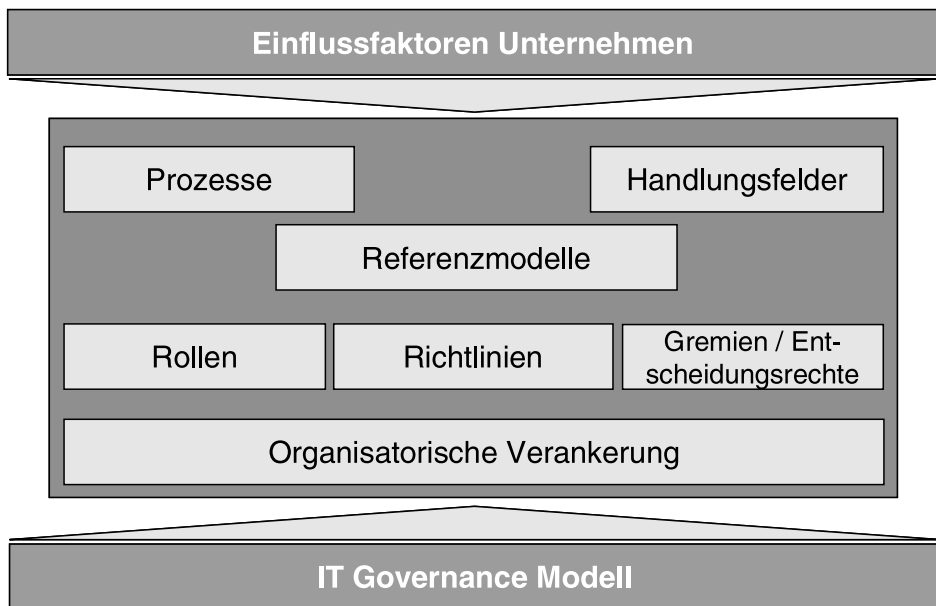 Einflussfaktoren Unternehmen
Prozesse
Handlungsfelder
Referenzmodelle
Rollen
Richtlinien
Gremien / Ent-
scheidungsrechte
Organisatorische Verankerung
IT Governance Modell